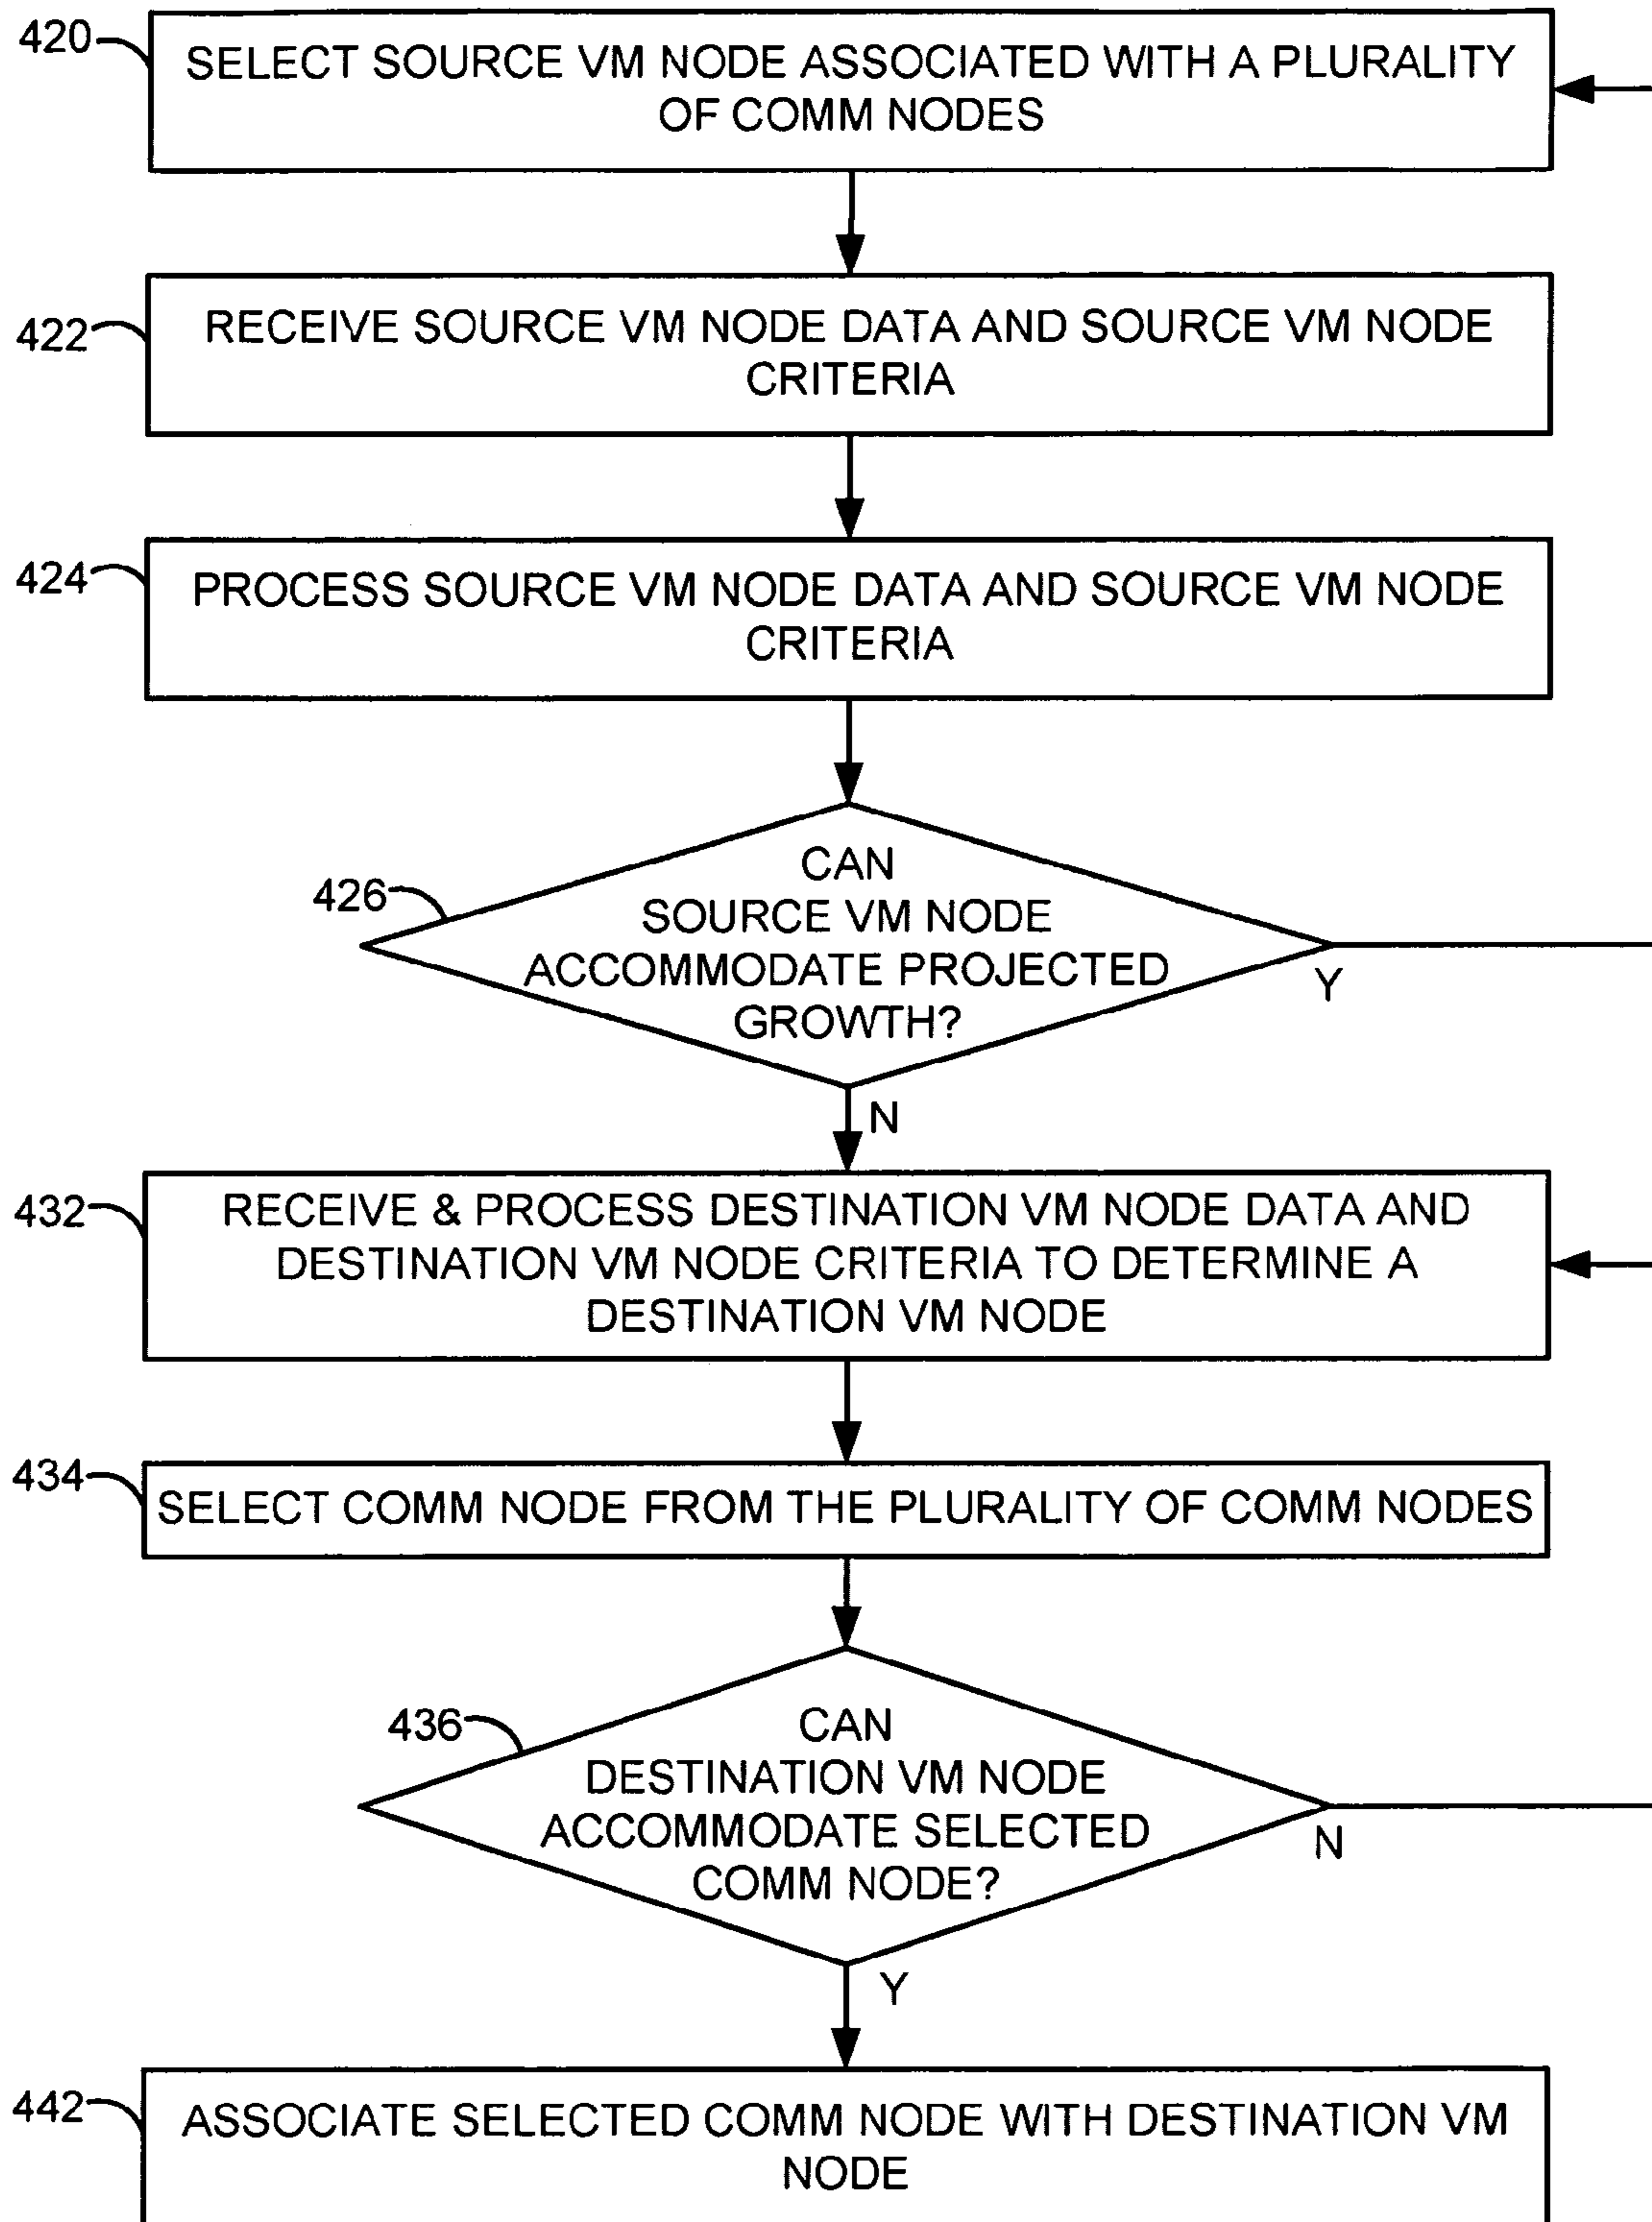 420
SELECT SOURCE VM NODE ASSOCIATED WITH A PLURALITY
OF COMM NODES
422
RECEIVE SOURCE VM NODE DATA AND SOURCE VM NODE
CRITERIA
424
PROCESS SOURCE VM NODE DATA AND SOURCE VM NODE
CRITERIA
426
CAN
SOURCE VM NODE
ACCOMMODATE PROJECTED
GROWTH?
Y
N
432
RECEIVE & PROCESS DESTINATION VM NODE DATA AND
DESTINATION VM NODE CRITERIA TO DETERMINE A
DESTINATION VM NODE
434
SELECT COMM NODE FROM THE PLURALITY OF COMM NODES
436
CAN
DESTINATION VM NODE
ACCOMMODATE SELECTED
COMM NODE?
N
Y
442
ASSOCIATE SELECTED COMM NODE WITH DESTINATION VM
NODE